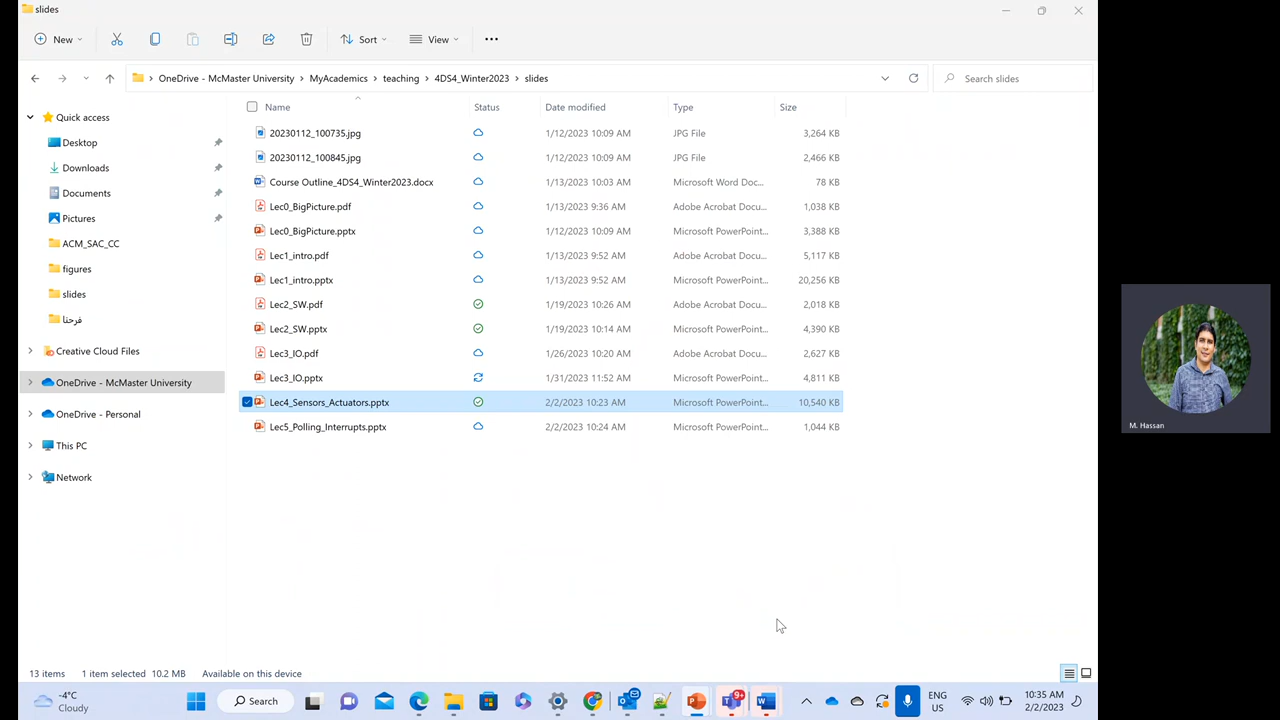 slides
New
Sort
View
OneDrive - McMaster University
MyAcademics
teaching
4DS4_Winter2023
slides
Search slides
Quick access
Desktop
Downloads
Documents
Pictures
ACM_SAC_CC
figures
slides
فرحتا
Creative Cloud Files
OneDrive - McMaster University
OneDrive - Personal
This PC
Network
Name Status Date modified Type Size
20230112_100735.jpg 1/12/2023 10:09 AM JPG File 3,264 KB
20230112_100845.jpg 1/12/2023 10:09 AM JPG File 2,466 KB
Course Outline_4DS4_Winter2023.docx 1/13/2023 10:03 AM Microsoft Word Doc... 78 KB
Lec0_BigPicture.pdf 1/13/2023 9:36 AM Adobe Acrobat Docu... 1,038 KB
Lec0_BigPicture.pptx 1/12/2023 10:09 AM Microsoft PowerPoint... 3,388 KB
Lec1_intro.pdf 1/13/2023 9:52 AM Adobe Acrobat Docu... 5,117 KB
Lec1_intro.pptx 1/13/2023 9:52 AM Microsoft PowerPoint... 20,256 KB
Lec2_SW.pdf 1/19/2023 10:26 AM Adobe Acrobat Docu... 2,018 KB
Lec2_SW.pptx 1/19/2023 10:14 AM Microsoft PowerPoint... 4,390 KB
Lec3_IO.pdf 1/26/2023 10:20 AM Adobe Acrobat Docu... 2,627 KB
Lec3_IO.pptx 1/31/2023 11:52 AM Microsoft PowerPoint... 4,811 KB
Lec4_Sensors_Actuators.pptx 2/2/2023 10:23 AM Microsoft PowerPoint... 10,540 KB
Lec5_Polling_Interrupts.pptx 2/2/2023 10:24 AM Microsoft PowerPoint... 1,044 KB
M. Hassan
13 items 1 item selected 10.2 MB Available on this device
-4°C
Cloudy
Search
9+
ENG
US
10:35 AM
2/2/2023